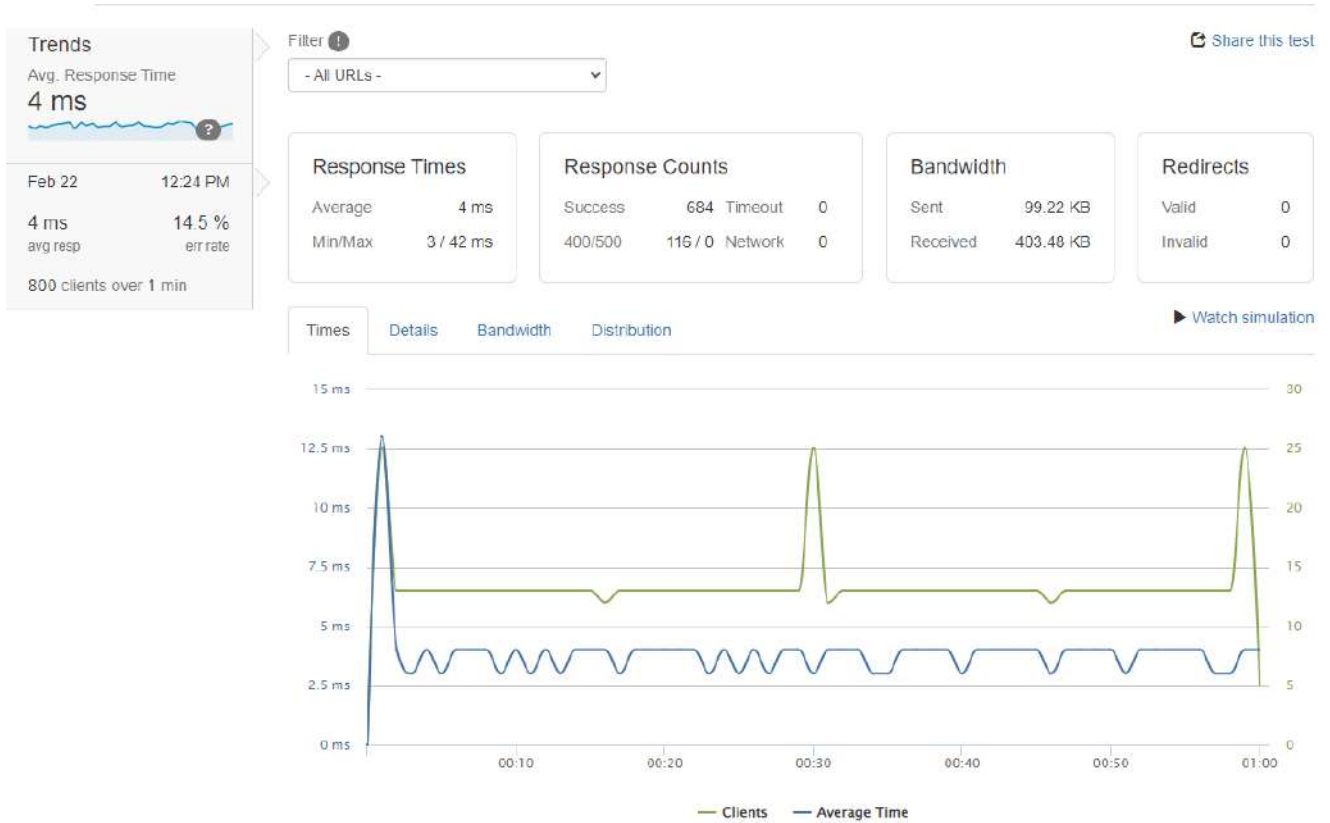 Trends
Avg. Response Time
4 ms
?
Feb 22 12:24 PM
4 ms 14.5 %
avg resp err rate
800 clients over 1 min
Filter !
Share this test
- All URLs -
Response Times
Average 4 ms
Min/Max 3 / 42 ms
Response Counts
Success 684 Timeout 0
400/500 116 / 0 Network 0
Bandwidth
Sent 99.22 KB
Received 403.48 KB
Redirects
Valid 0
Invalid 0
Times Details Bandwidth Distribution
Watch simulation
15 ms 30
12.5 ms 25
10 ms 20
7.5 ms 15
5 ms 10
2.5 ms 5
0 ms 0
00:10 00:20 00:30 00:40 00:50 01:00
Clients Average Time